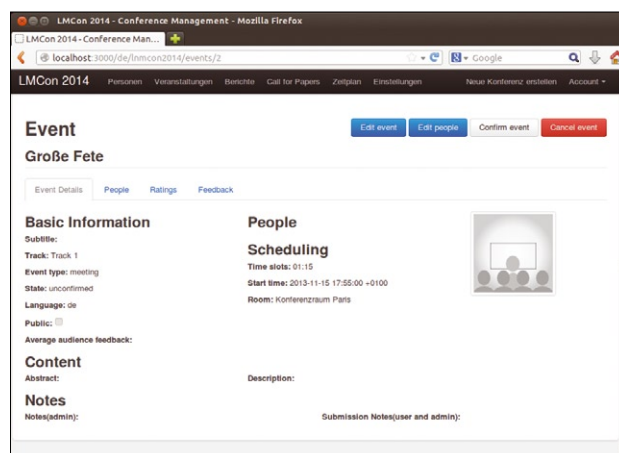 LMCon 2014 - Conference Management - Mozilla Firefox
LMCon 2014 - Conference Man...
localhost:3000/de/lnmcon2014/events/2
Google
LMCon 2014 Personen Veranstaltungen Berichte Call for Papers Zeitplan Einstellungen Neue Konferenz erstellen Account
Event
Edit event Edit people Confirm event Cancel event
Große Fete
Event Details People Ratings Feedback
Basic Information
Subtitle:
Track: Track 1
Event type: meeting
State: unconfirmed
Language: de
Public:
Average audience feedback:
People
Scheduling
Time slots: 01:15
Start time: 2013-11-15 17:55:00 +0100
Room: Konferenzraum Paris
Content
Abstract: Description:
Notes
Notes(admin): Submission Notes(user and admin):